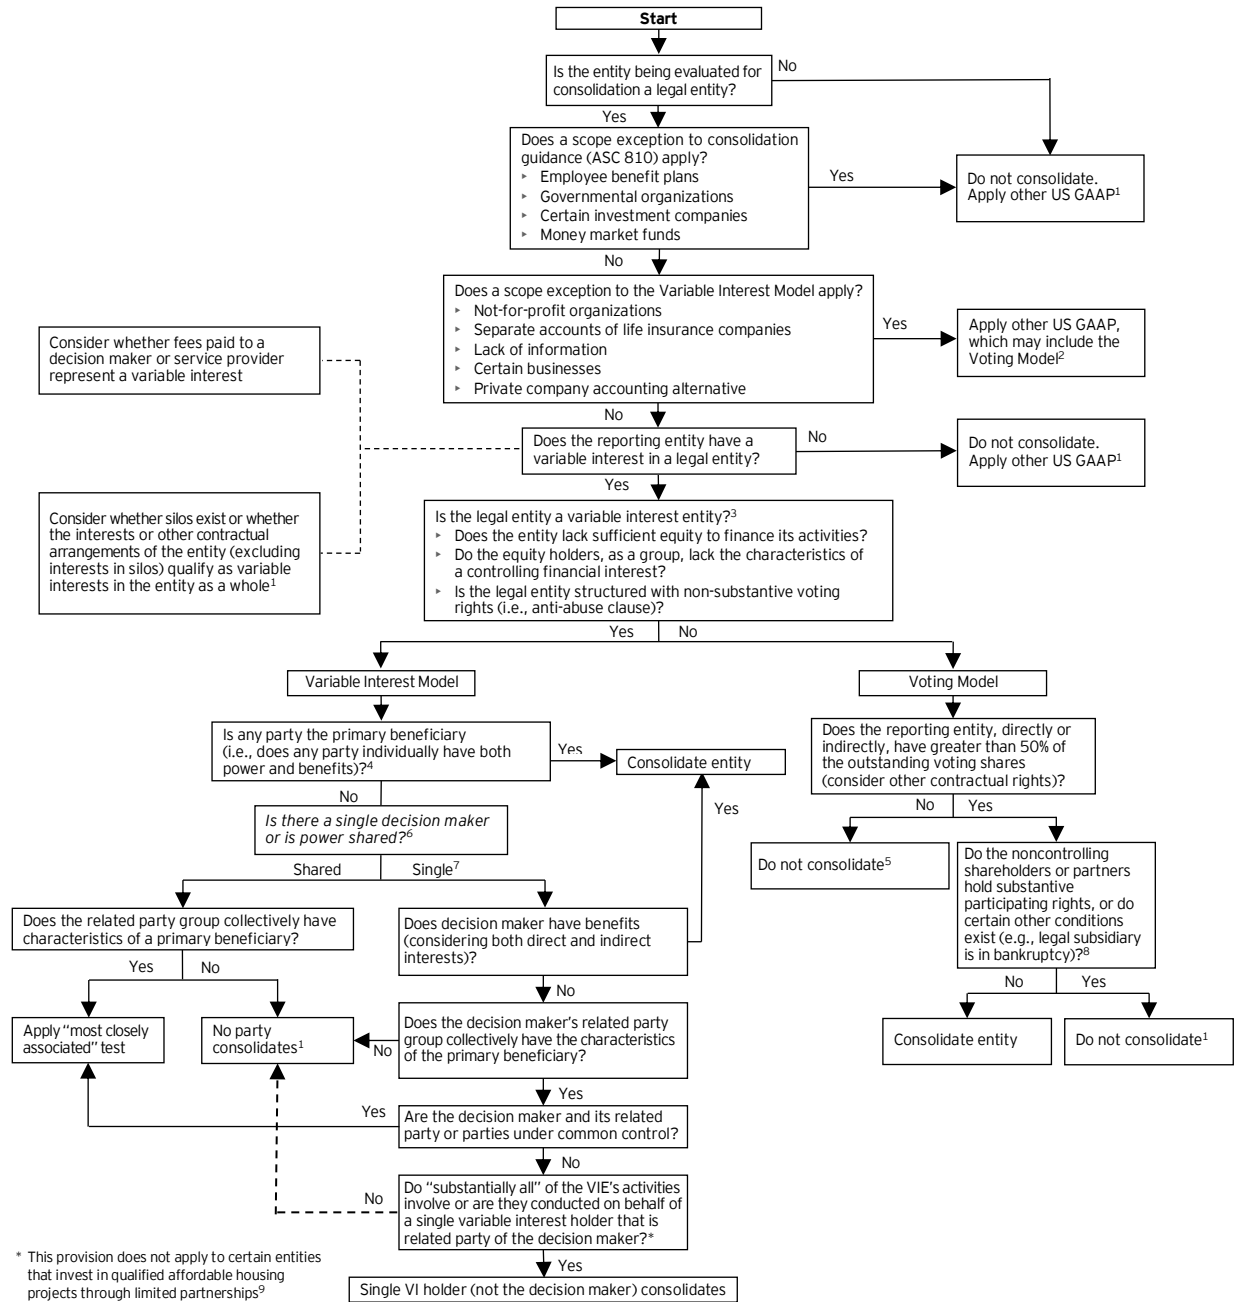 Start
Is the entity being evaluated for
consolidation a legal entity?
No
Yes
Does a scope exception to consolidation
guidance (ASC 810) apply?
▸ Employee benefit plans
▸ Governmental organizations
▸ Certain investment companies
▸ Money market funds
Yes
Do not consolidate.
Apply other US GAAP1
No
Does a scope exception to the Variable Interest Model apply?
▸ Not-for-profit organizations
▸ Separate accounts of life insurance companies
▸ Lack of information
▸ Certain businesses
▸ Private company accounting alternative
Yes
Apply other US GAAP,
which may include the
Voting Model2
Consider whether fees paid to a
decision maker or service provider
represent a variable interest
No
Does the reporting entity have a
variable interest in a legal entity?
No
Do not consolidate.
Apply other US GAAP1
Yes
Consider whether silos exist or whether
the interests or other contractual
arrangements of the entity (excluding
interests in silos) qualify as variable
interests in the entity as a whole1
Is the legal entity a variable interest entity?3
▸ Does the entity lack sufficient equity to finance its activities?
▸ Do the equity holders, as a group, lack the characteristics of
a controlling financial interest?
▸ Is the legal entity structured with non-substantive voting
rights (i.e., anti-abuse clause)?
Yes
No
Variable Interest Model
Voting Model
Is any party the primary beneficiary
(i.e., does any party individually have both
power and benefits)?4
Yes
Consolidate entity
Does the reporting entity, directly or
indirectly, have greater than 50% of
the outstanding voting shares
(consider other contractual rights)?
No
Yes
No
Yes
Is there a single decision maker
or is power shared?6
Shared
Single7
Do not consolidate5
Do the noncontrolling
shareholders or partners
hold substantive
participating rights, or do
certain other conditions
exist (e.g., legal subsidiary
is in bankruptcy)?8
Does the related party group collectively have
characteristics of a primary beneficiary?
Does decision maker have benefits
(considering both direct and indirect
interests)?
Yes
No
No
No
Yes
Apply “most closely
associated” test
No party
consolidates1
No
Does the decision maker’s related party
group collectively have the characteristics
of the primary beneficiary?
Consolidate entity
Do not consolidate1
Yes
Yes
Are the decision maker and its related
party or parties under common control?
No
No
Do “substantially all” of the VIE’s activities
involve or are they conducted on behalf of
a single variable interest holder that is
related party of the decision maker?*
Yes
Single VI holder (not the decision maker) consolidates
* This provision does not apply to certain entities
that invest in qualified affordable housing
projects through limited partnerships9